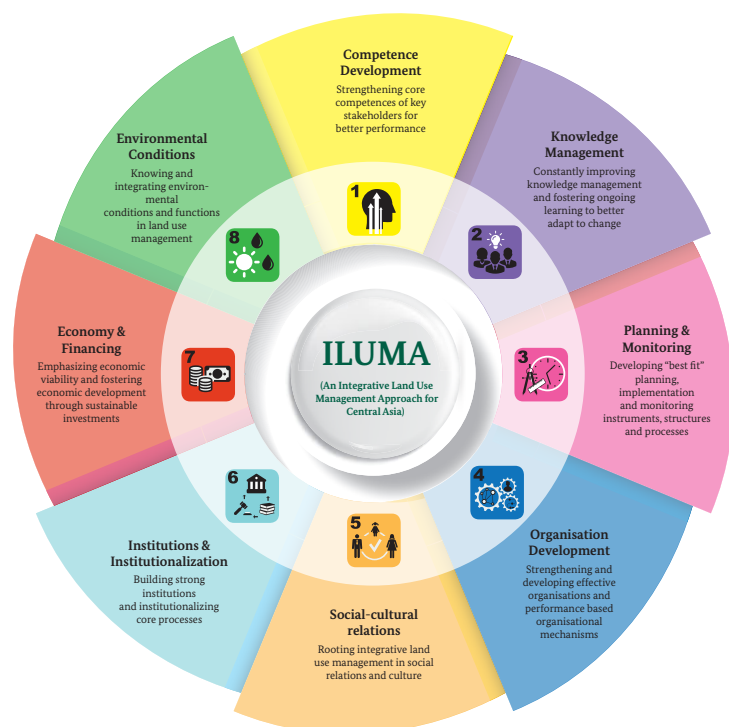 Competence
Development
Strengthening core
competences of key
stakeholders for
better performance
1
Knowledge
Management
Constantly improving
knowledge management
and fostering ongoing
learning to better
adapt to change
2
Planning &
Monitoring
Developing “best fit”
planning,
implementation
and monitoring
instruments, structures
and processes
3
Organisation
Development
Strengthening and
developing effective
organisations and
performance based
organisational
mechanisms
4
Social-cultural
relations
Rooting integrative land
use management in social
relations and culture
5
Institutions &
Institutionalization
Building strong
institutions
and institutionalizing
core processes
6
Economy &
Financing
Emphasizing economic
viability and fostering
economic development
through sustainable
investments
7
Environmental
Conditions
Knowing and
integrating environ-
mental
conditions and functions
in land use
management
8
ILUMA
(An Integrative Land Use
Management Approach for
Central Asia)